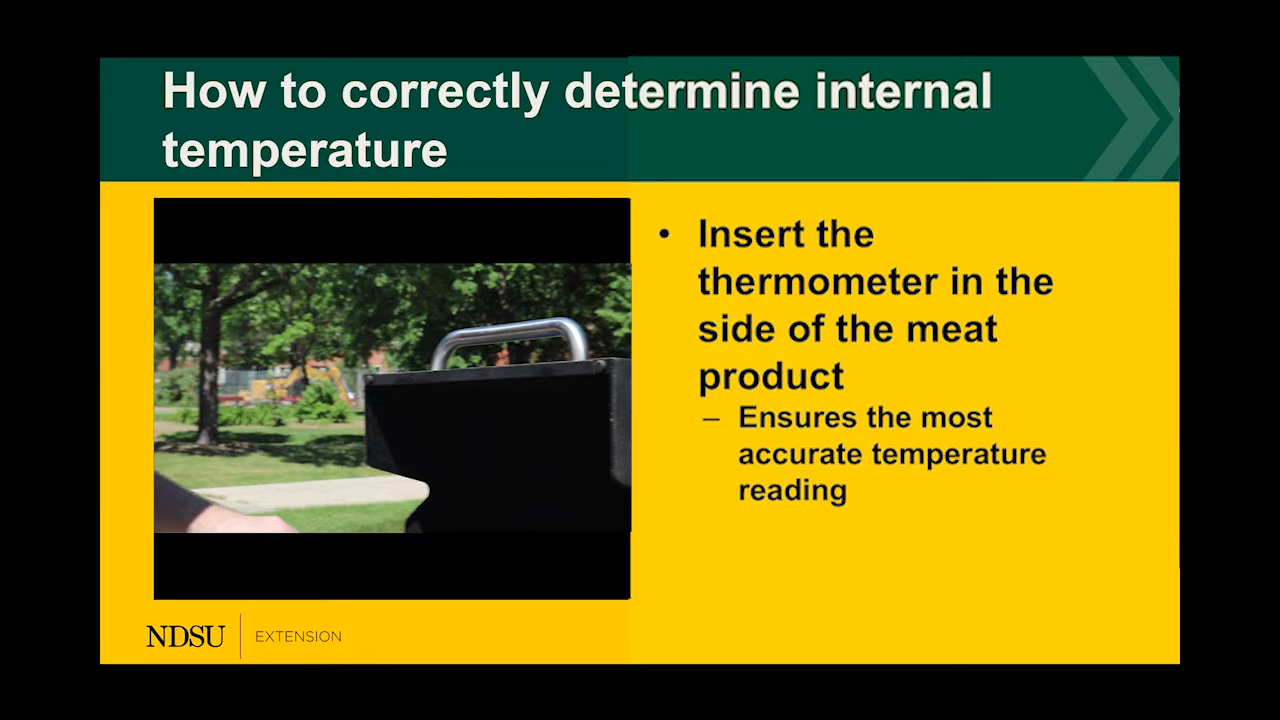 How to correctly determine internal
temperature
• Insert the
thermometer in the
side of the meat
product
– Ensures the most
accurate temperature
reading
NDSU EXTENSION